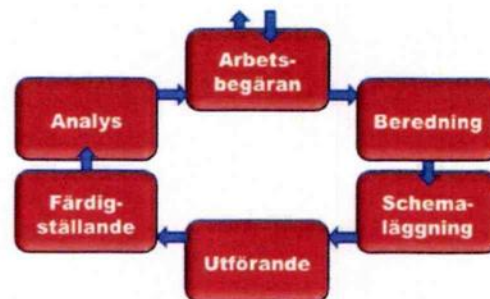 Arbets-
begäran
Beredning
Schema-
läggning
Utförande
Färdig-
ställande
Analys